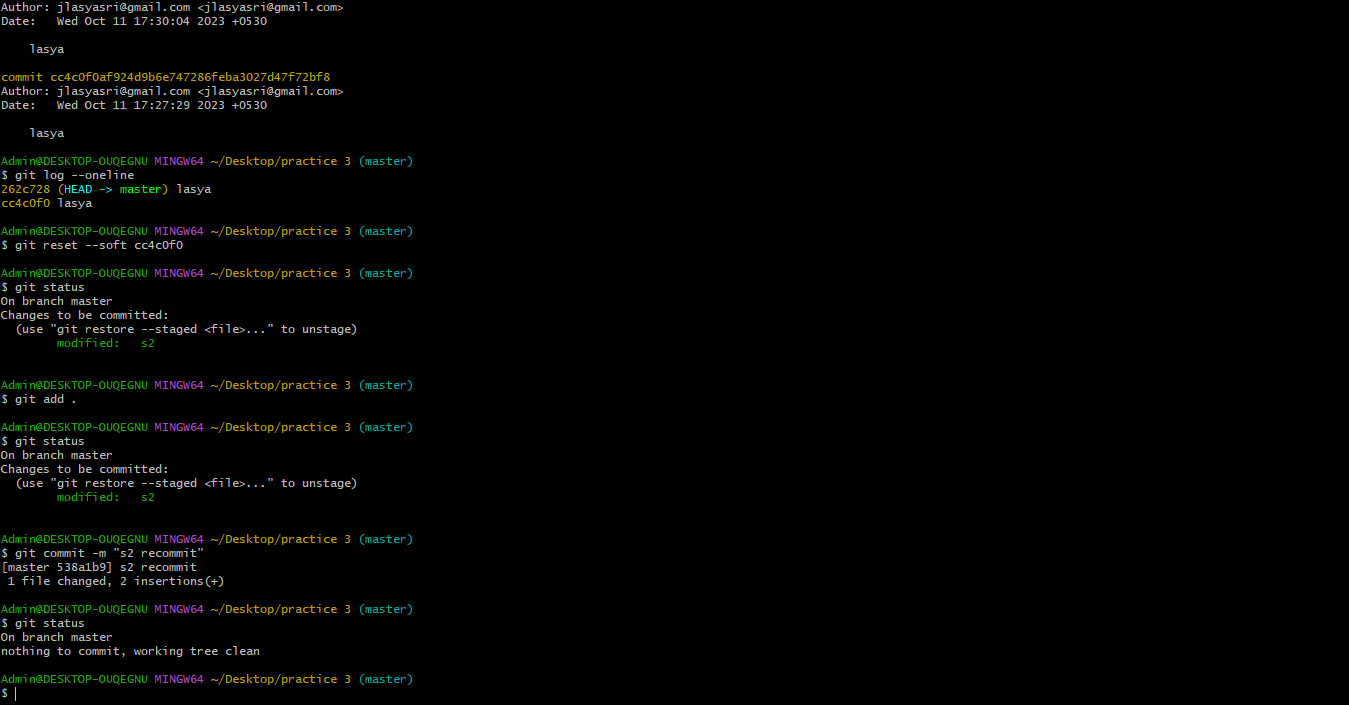 Author: jlasyasri@gmail.com <jlasyasri@gmail.com>
Date:   Wed Oct 11 17:30:04 2023 +0530
    lasya
commit cc4c0f0af924d9b6e747286feba3027d47f72bf8
Author: jlasyasri@gmail.com <jlasyasri@gmail.com>
Date:   Wed Oct 11 17:27:29 2023 +0530
    lasya
Admin@DESKTOP-OUQEGNU MINGW64 ~/Desktop/practice 3 (master)
$ git log --oneline
262c728 (HEAD -> master) lasya
cc4c0f0 lasya
Admin@DESKTOP-OUQEGNU MINGW64 ~/Desktop/practice 3 (master)
$ git reset --soft cc4c0f0
Admin@DESKTOP-OUQEGNU MINGW64 ~/Desktop/practice 3 (master)
$ git status
On branch master
Changes to be committed:
  (use "git restore --staged <file>..." to unstage)
        modified:   s2
Admin@DESKTOP-OUQEGNU MINGW64 ~/Desktop/practice 3 (master)
$ git add .
Admin@DESKTOP-OUQEGNU MINGW64 ~/Desktop/practice 3 (master)
$ git status
On branch master
Changes to be committed:
  (use "git restore --staged <file>..." to unstage)
        modified:   s2
Admin@DESKTOP-OUQEGNU MINGW64 ~/Desktop/practice 3 (master)
$ git commit -m "s2 recommit"
[master 538a1b9] s2 recommit
 1 file changed, 2 insertions(+)
Admin@DESKTOP-OUQEGNU MINGW64 ~/Desktop/practice 3 (master)
$ git status
On branch master
nothing to commit, working tree clean
Admin@DESKTOP-OUQEGNU MINGW64 ~/Desktop/practice 3 (master)
$